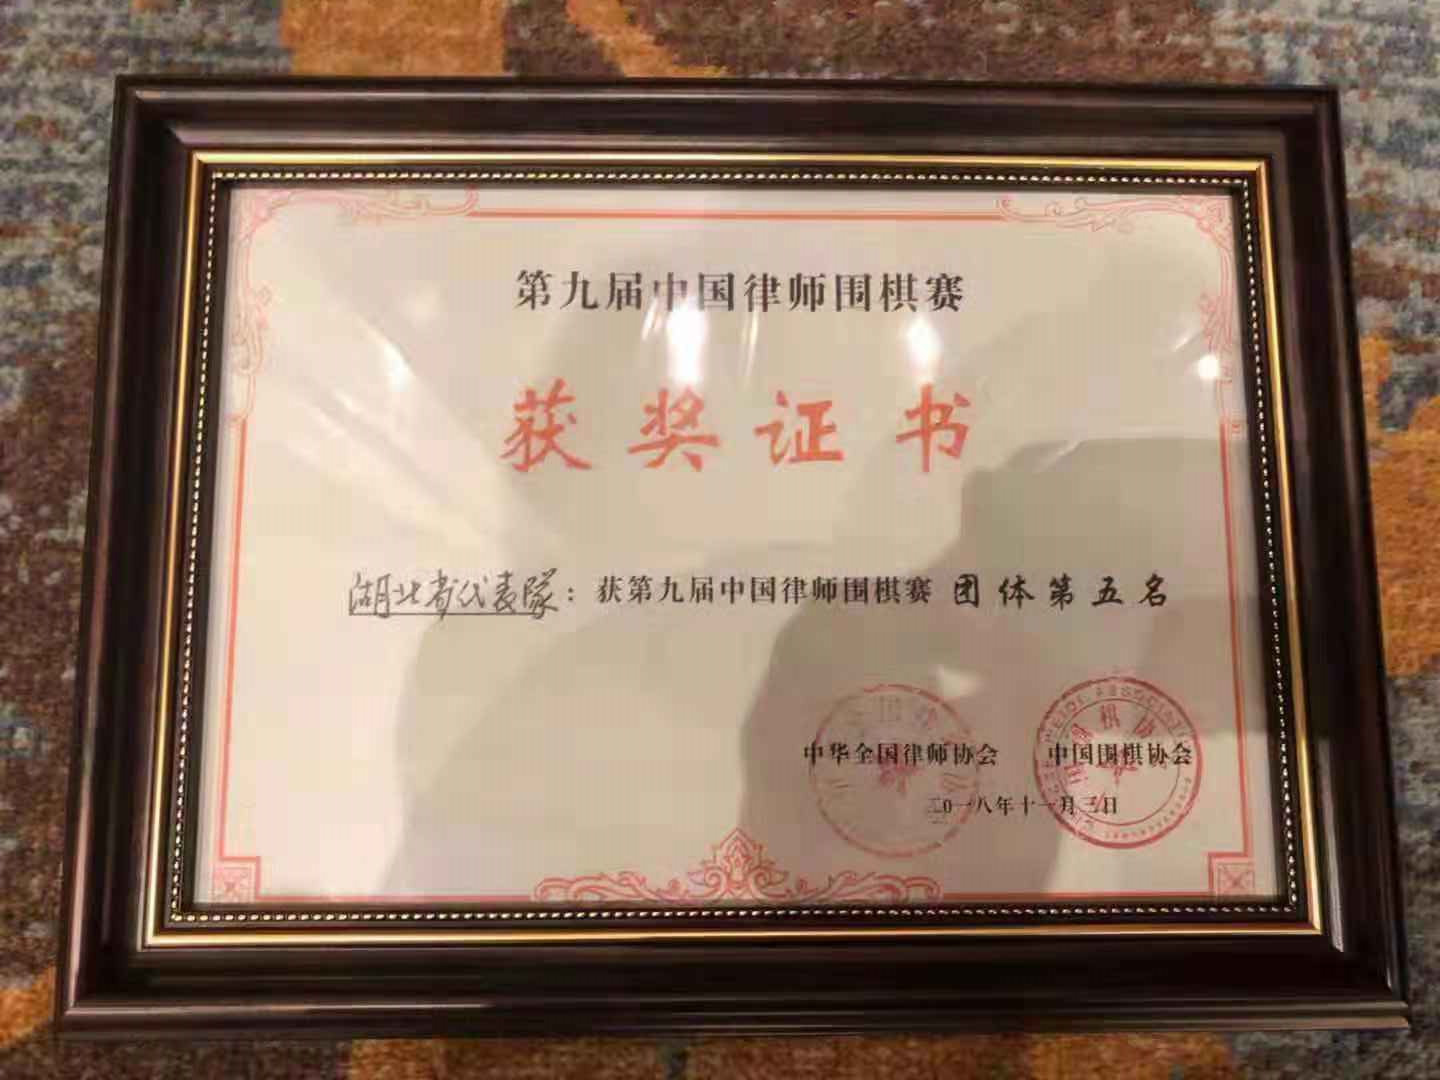 第九届中国律师围棋赛
获奖证书
湖北省代表隊：获第九届中国律师围棋赛 团体第五名
中华全国律师协会 中国围棋协会
二0一八年十一月三日